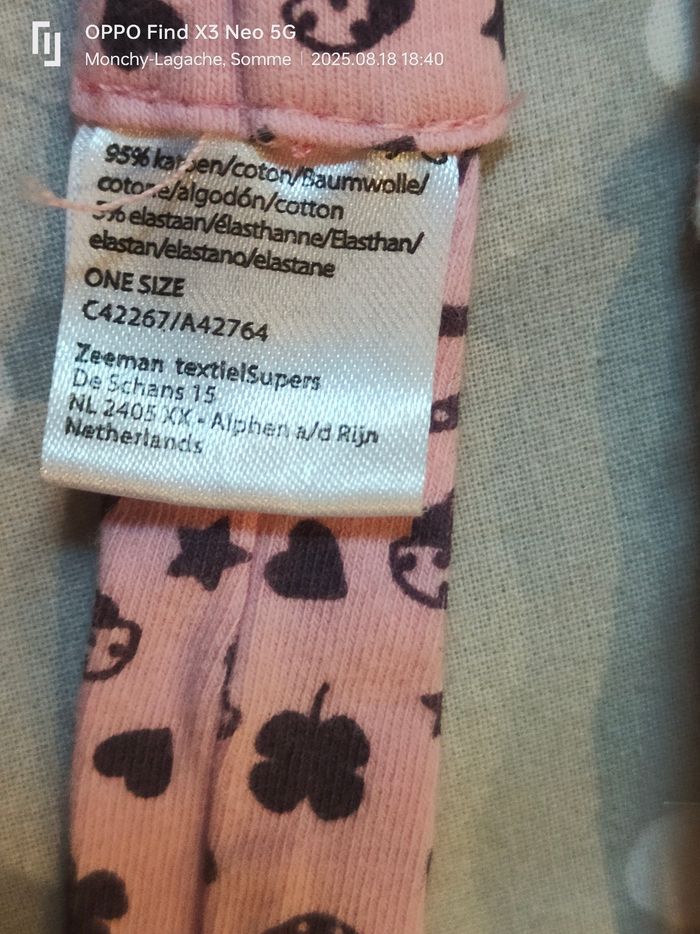 OPPO Find X3 Neo 5G
Monchy-Lagache, Somme | 2025.08.18 18:40
95% katoen/coton/Baumwolle/
cotone/algodón/cotton
5% elastaan/élasthanne/Elasthan/
elastan/elastano/elastane
ONE SIZE
C42267/A42764
Zeeman textielSupers
De Schans 15
NL 2405 XX - Alphen a/d Rijn
Netherlands